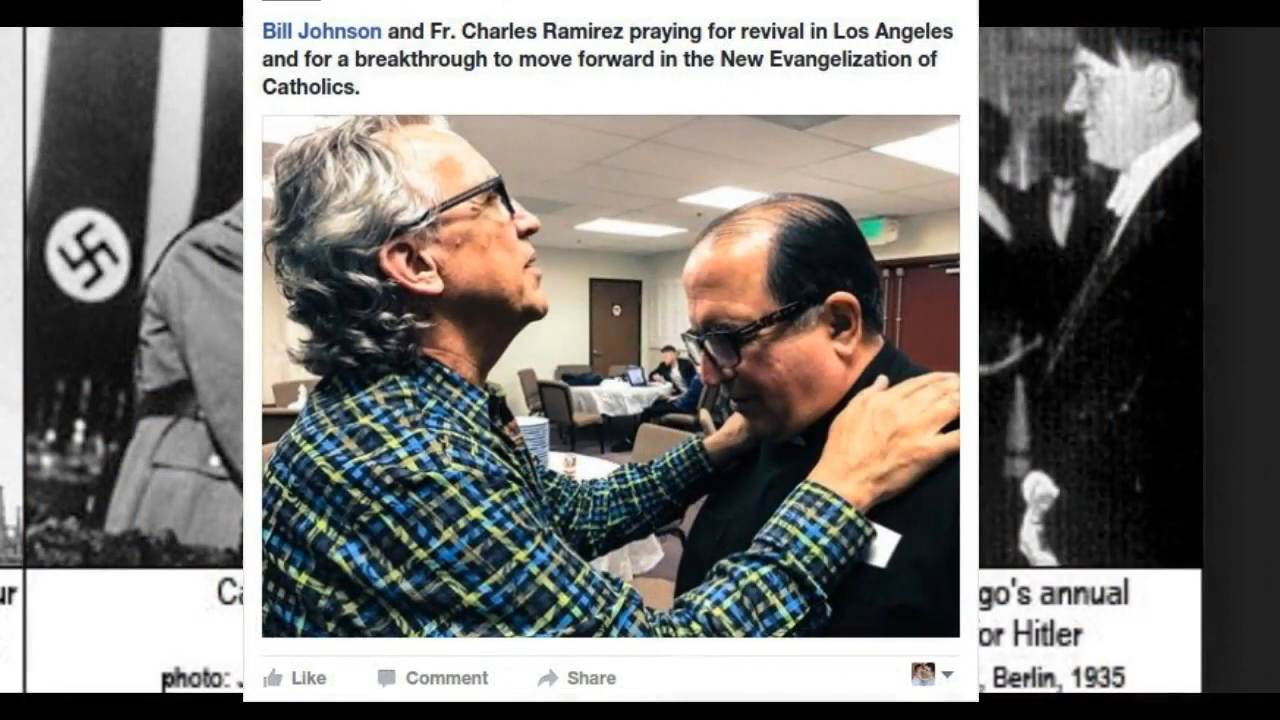 Bill Johnson and Fr. Charles Ramirez praying for revival in Los Angeles
and for a breakthrough to move forward in the New Evangelization of
Catholics.
go's annual
or Hitler
photo:
, Berlin, 1935
Like Comment Share